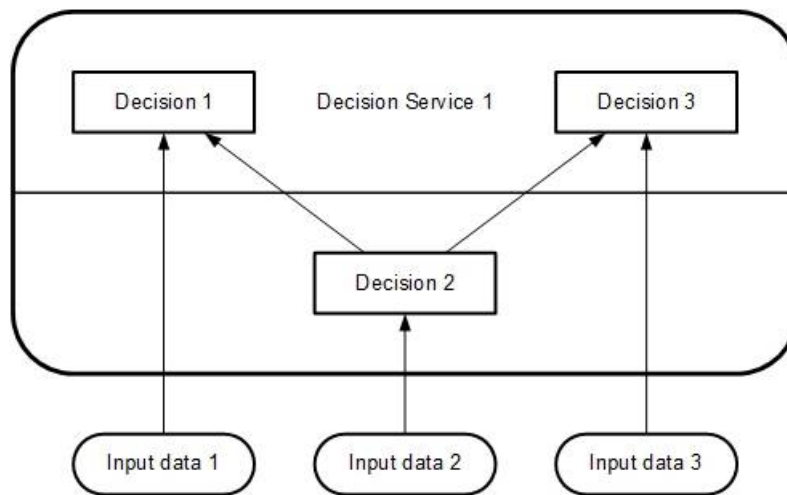 Decision 1
Decision Service 1
Decision 3
Decision 2
Input data 1
Input data 2
Input data 3